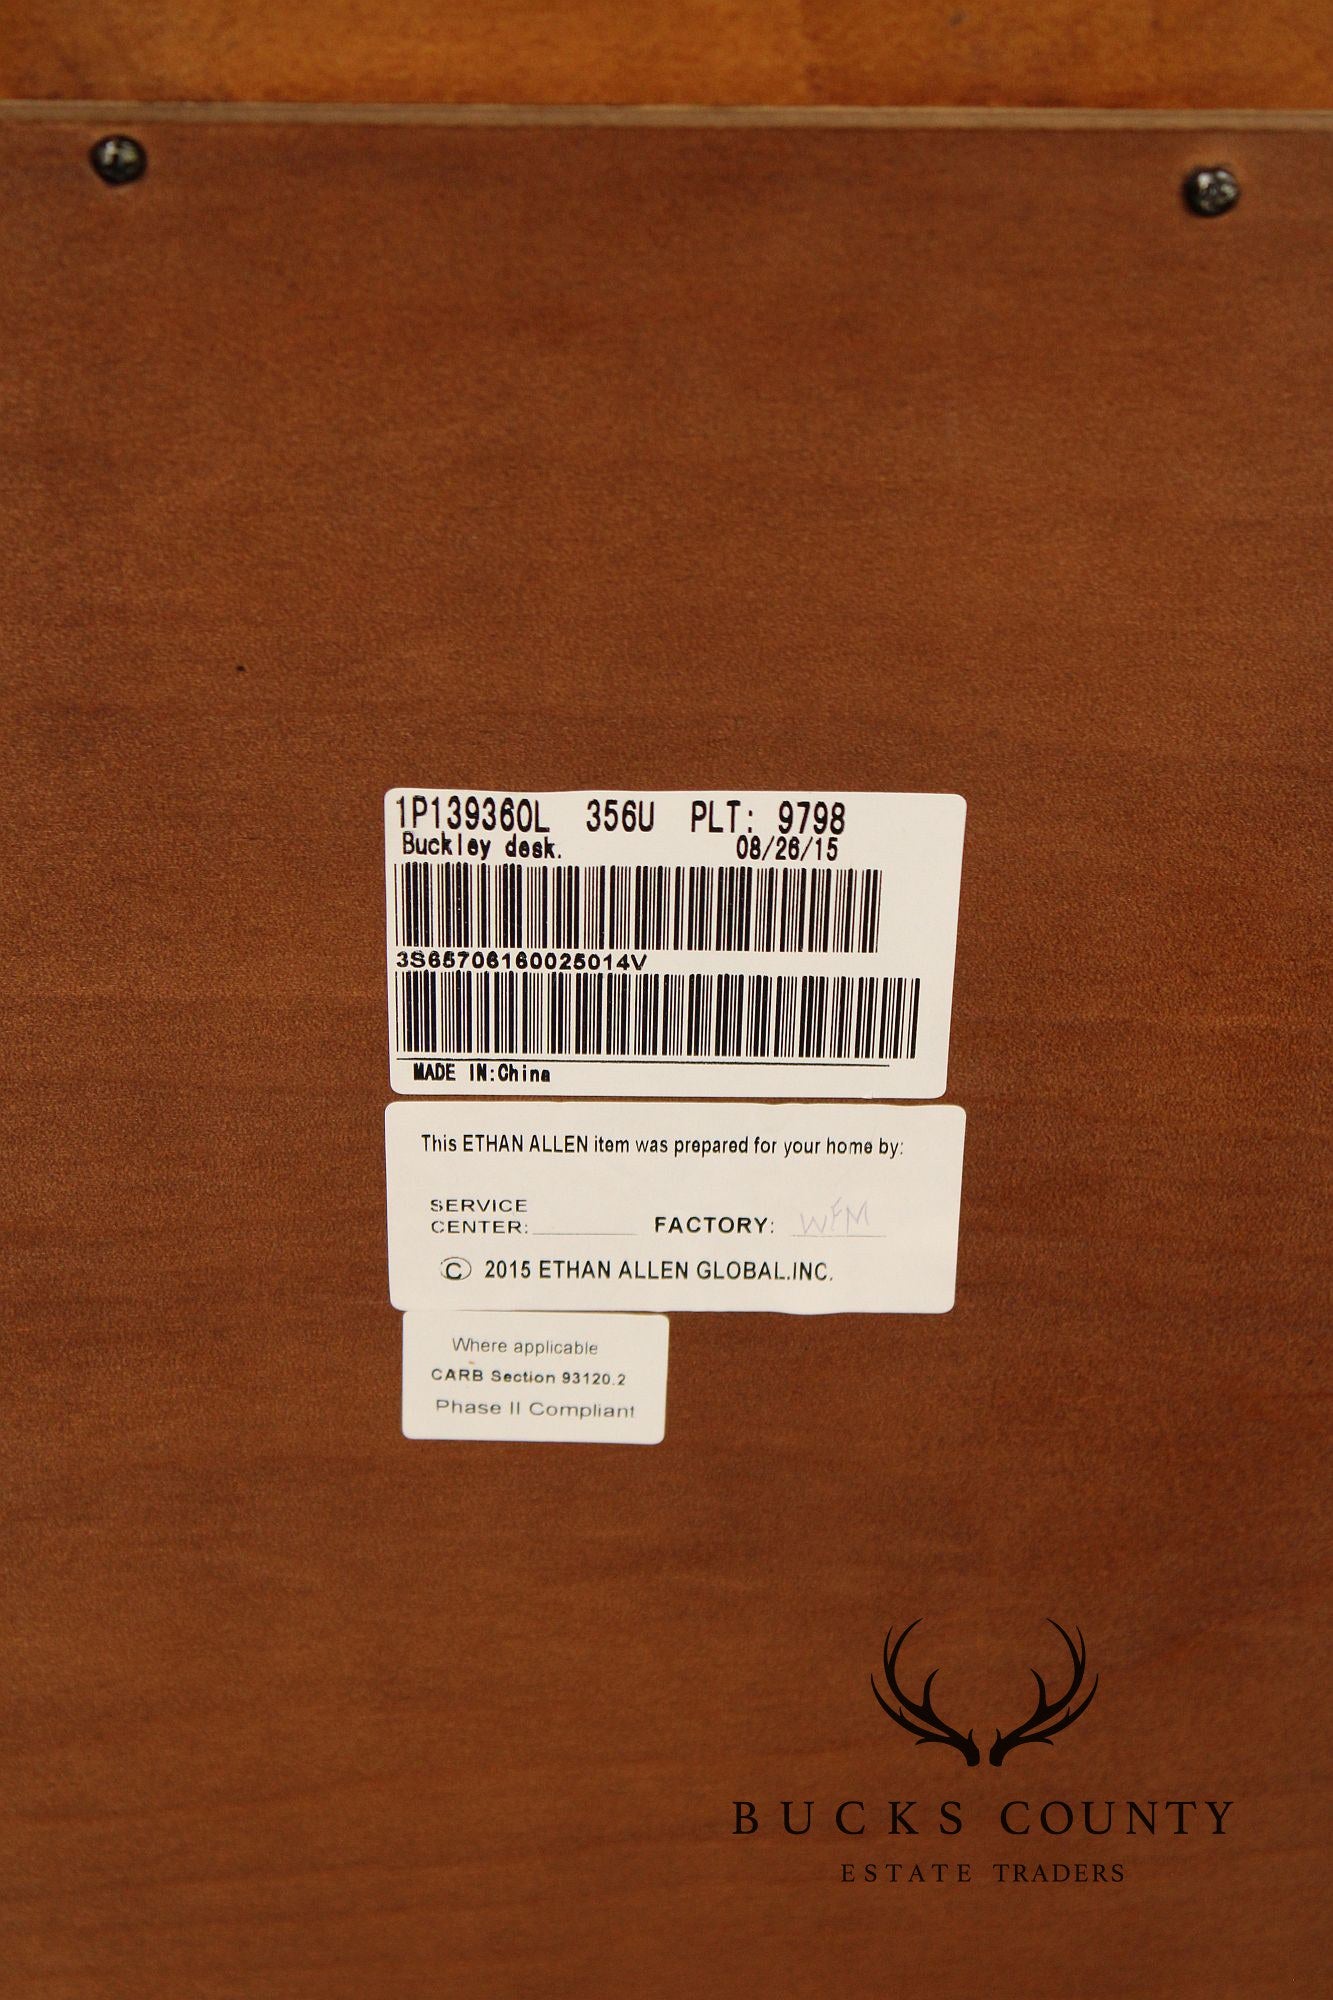 1P139360L 356U PLT: 9798
Buckley desk. 08/26/15
3S65706160025014V
MADE IN:China
This ETHAN ALLEN item was prepared for your home by:
SERVICE
CENTER: FACTORY: WFM
© 2015 ETHAN ALLEN GLOBAL.INC.
Where applicable
CARB Section 93120.2
Phase II Compliant
BUCKS COUNTY
ESTATE TRADERS